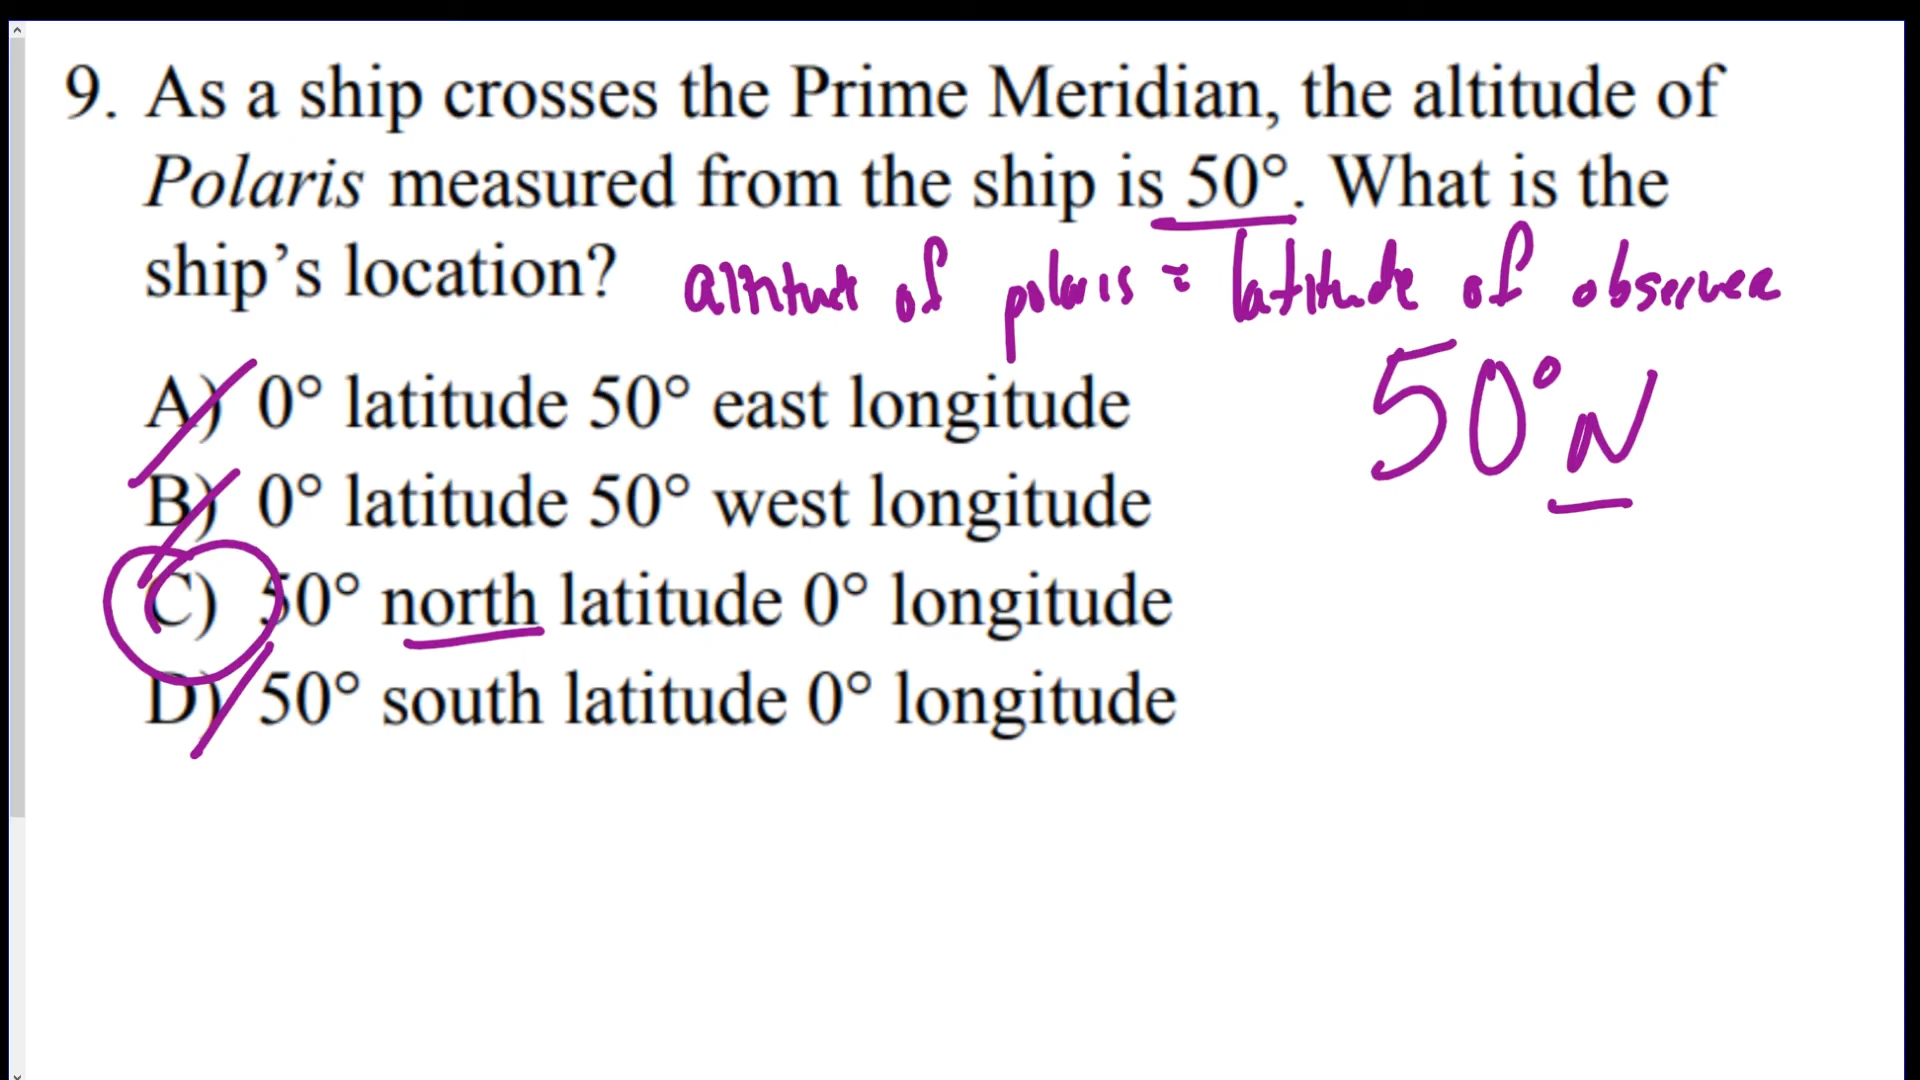 9. As a ship crosses the Prime Meridian, the altitude of
Polaris measured from the ship is 50°. What is the
ship's location?
altitude of polaris = latitude of observer
50° N
A) 0° latitude 50° east longitude
B) 0° latitude 50° west longitude
C) 50° north latitude 0° longitude
D) 50° south latitude 0° longitude